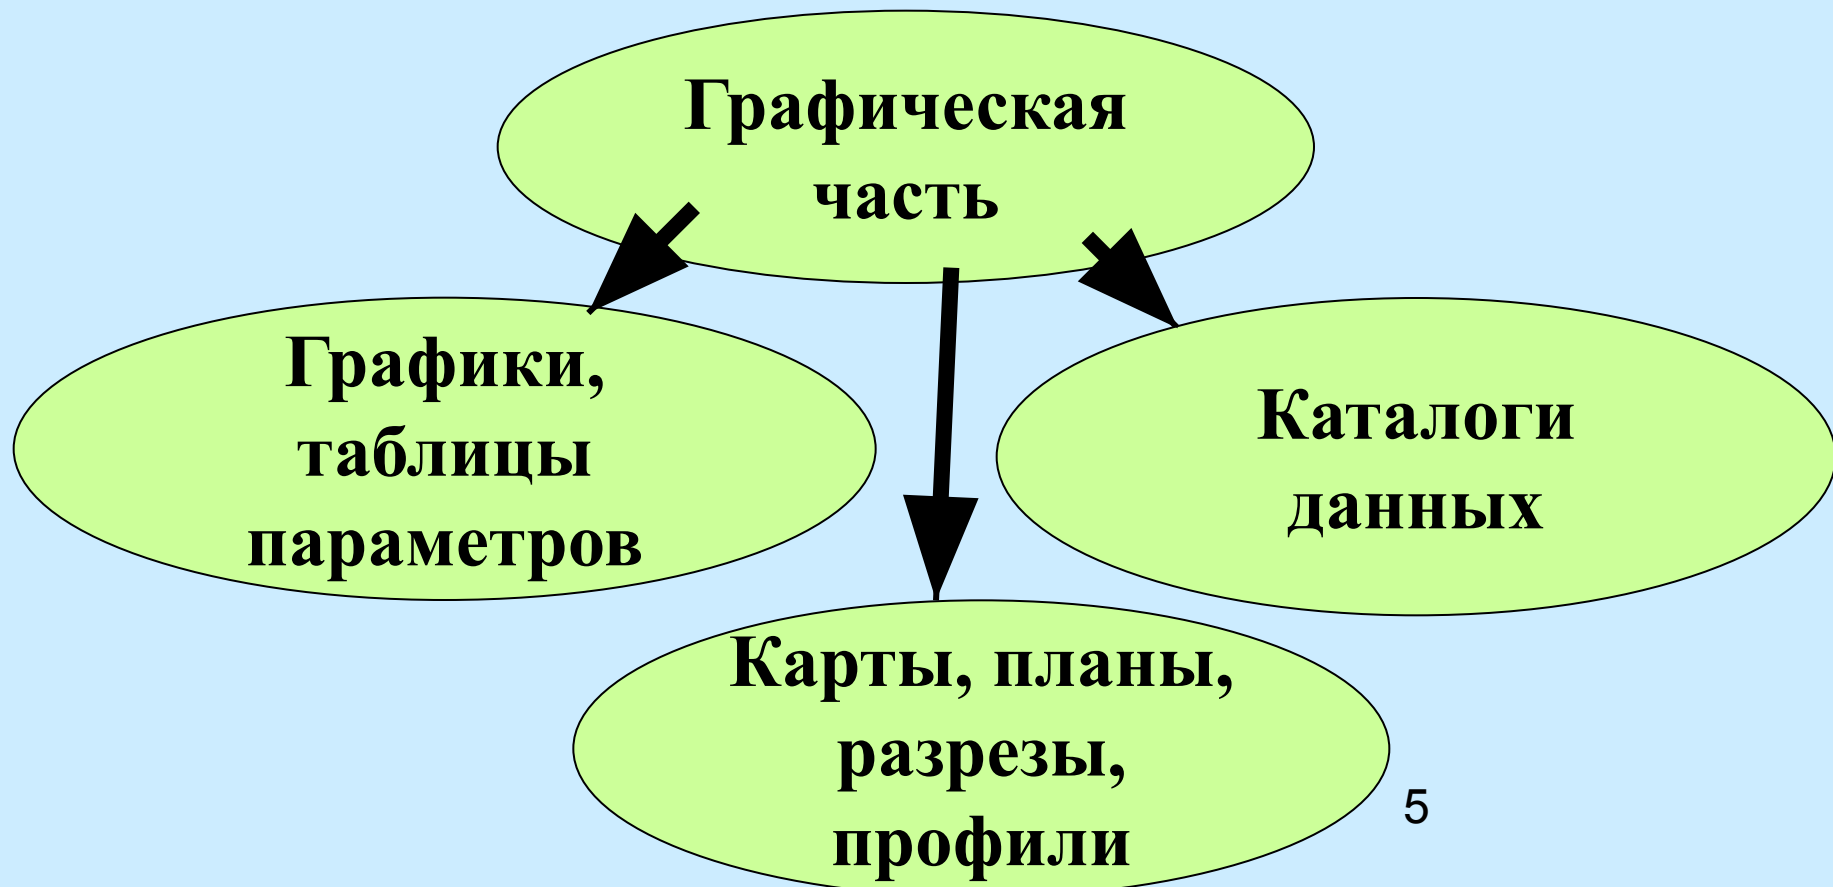 Графическая
часть
Графики,
таблицы
параметров
Каталоги
данных
Карты, планы,
разрезы,
профили
5